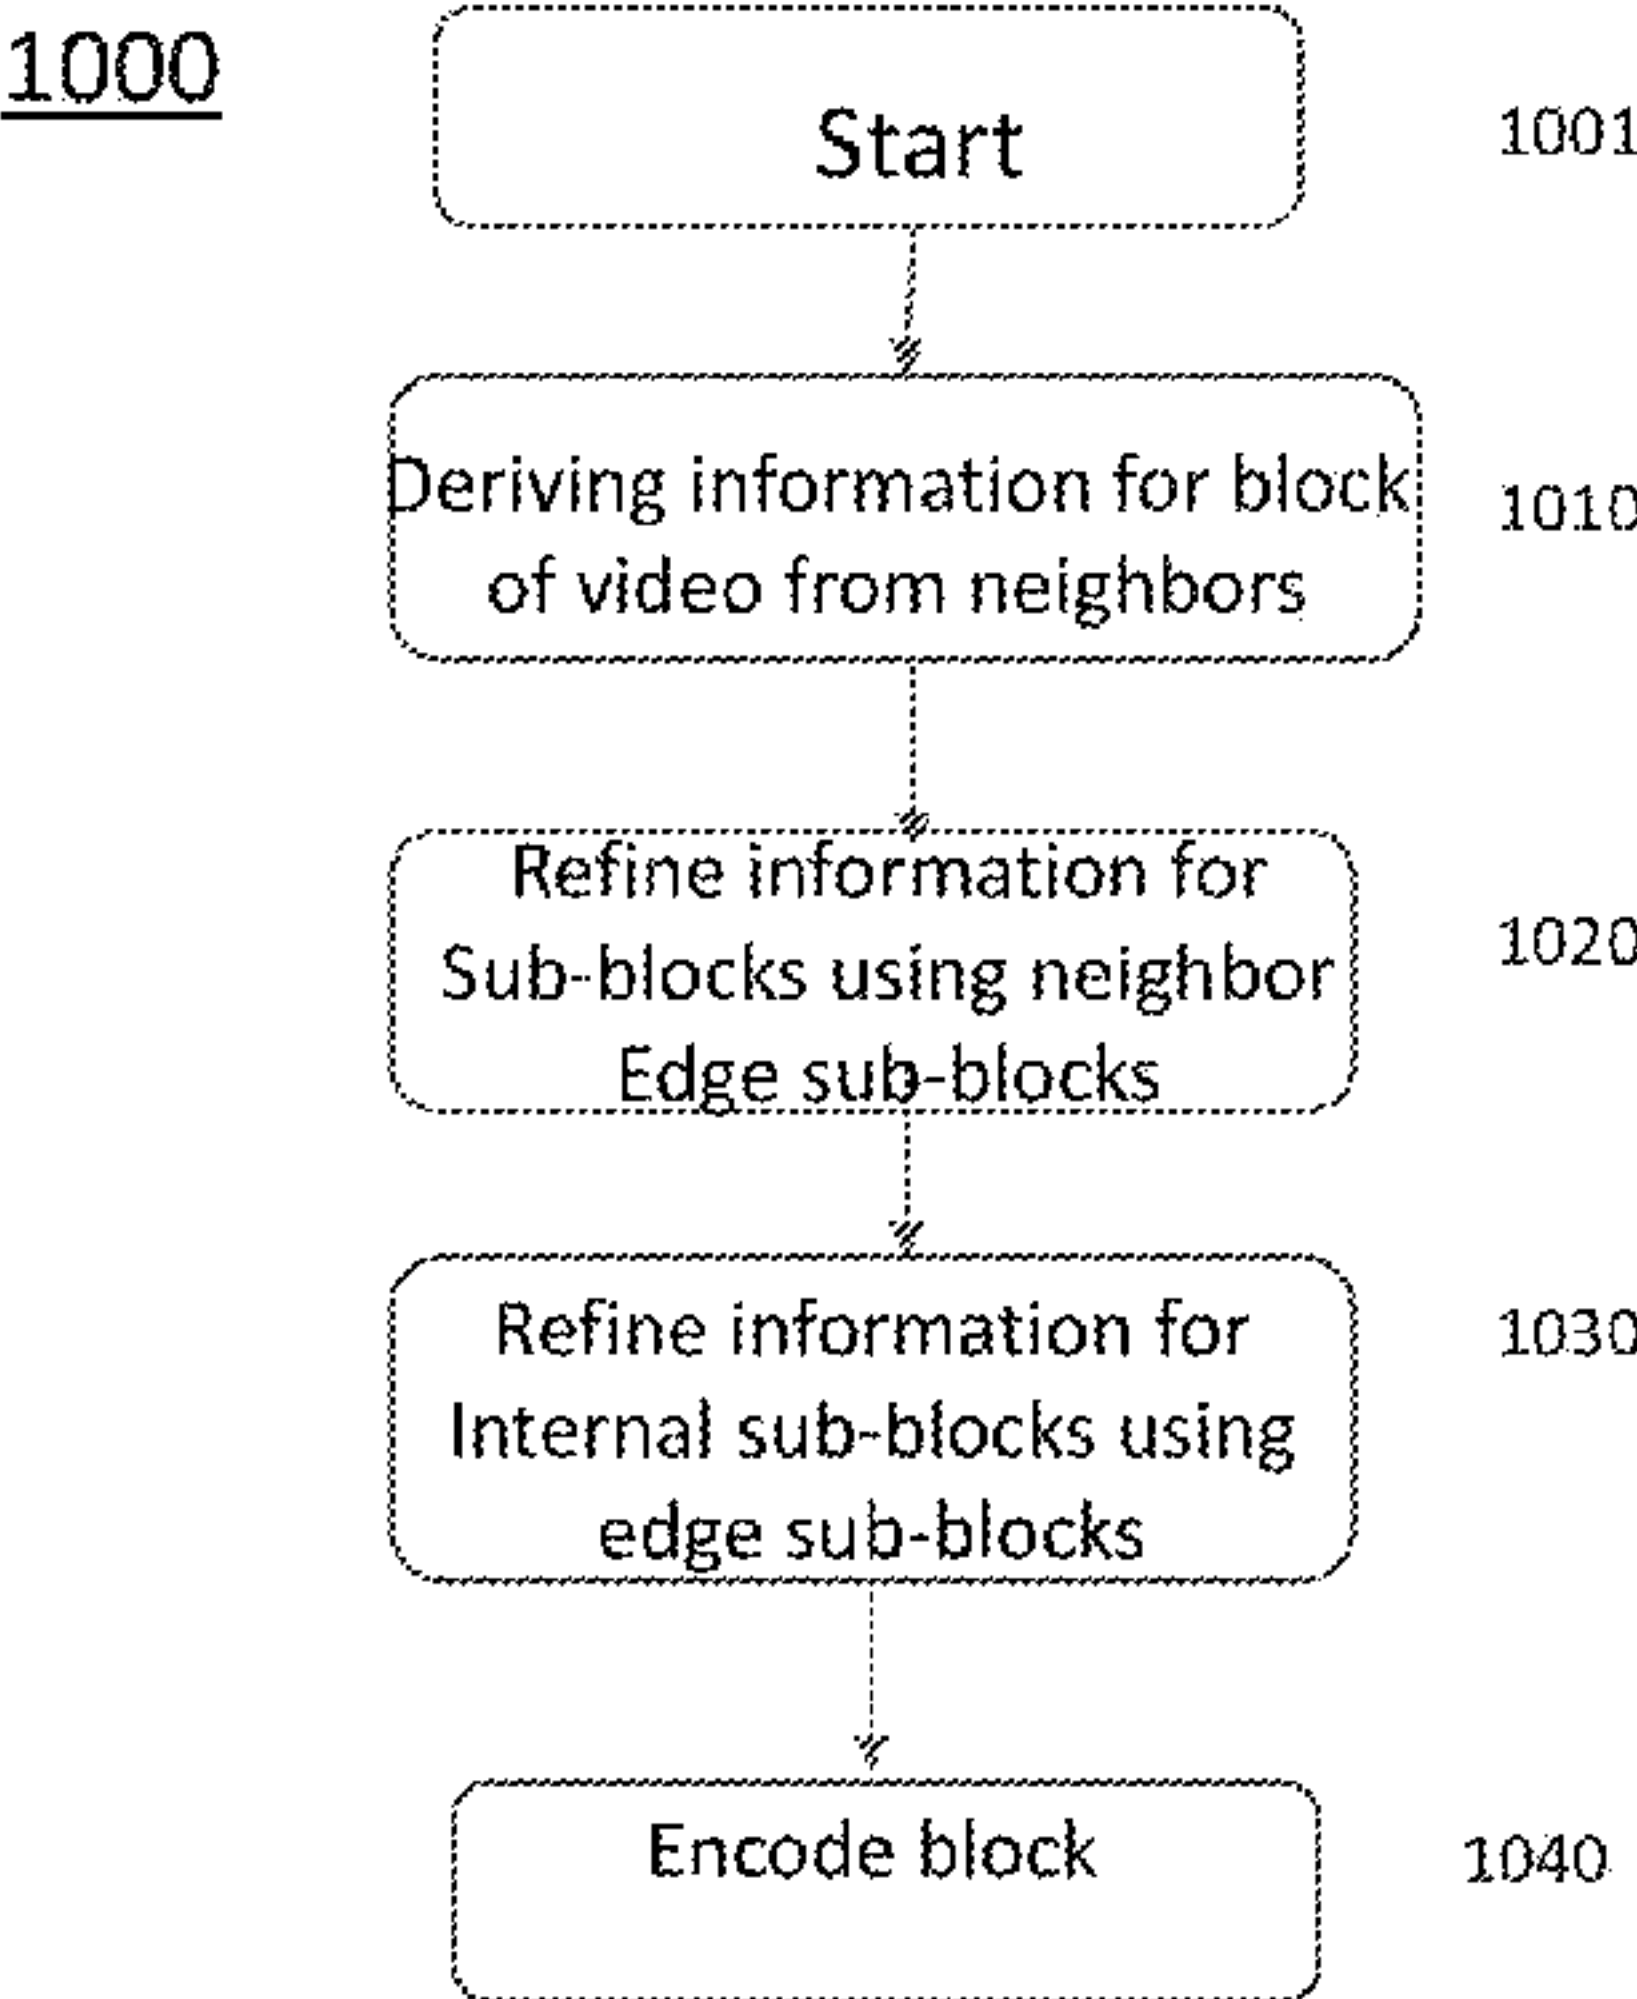 1000
Start
1001
Deriving information for block
of video from neighbors
1010
Refine information for
Sub-blocks using neighbor
Edge sub-blocks
1020
Refine information for
Internal sub-blocks using
edge sub-blocks
1030
Encode block
1040